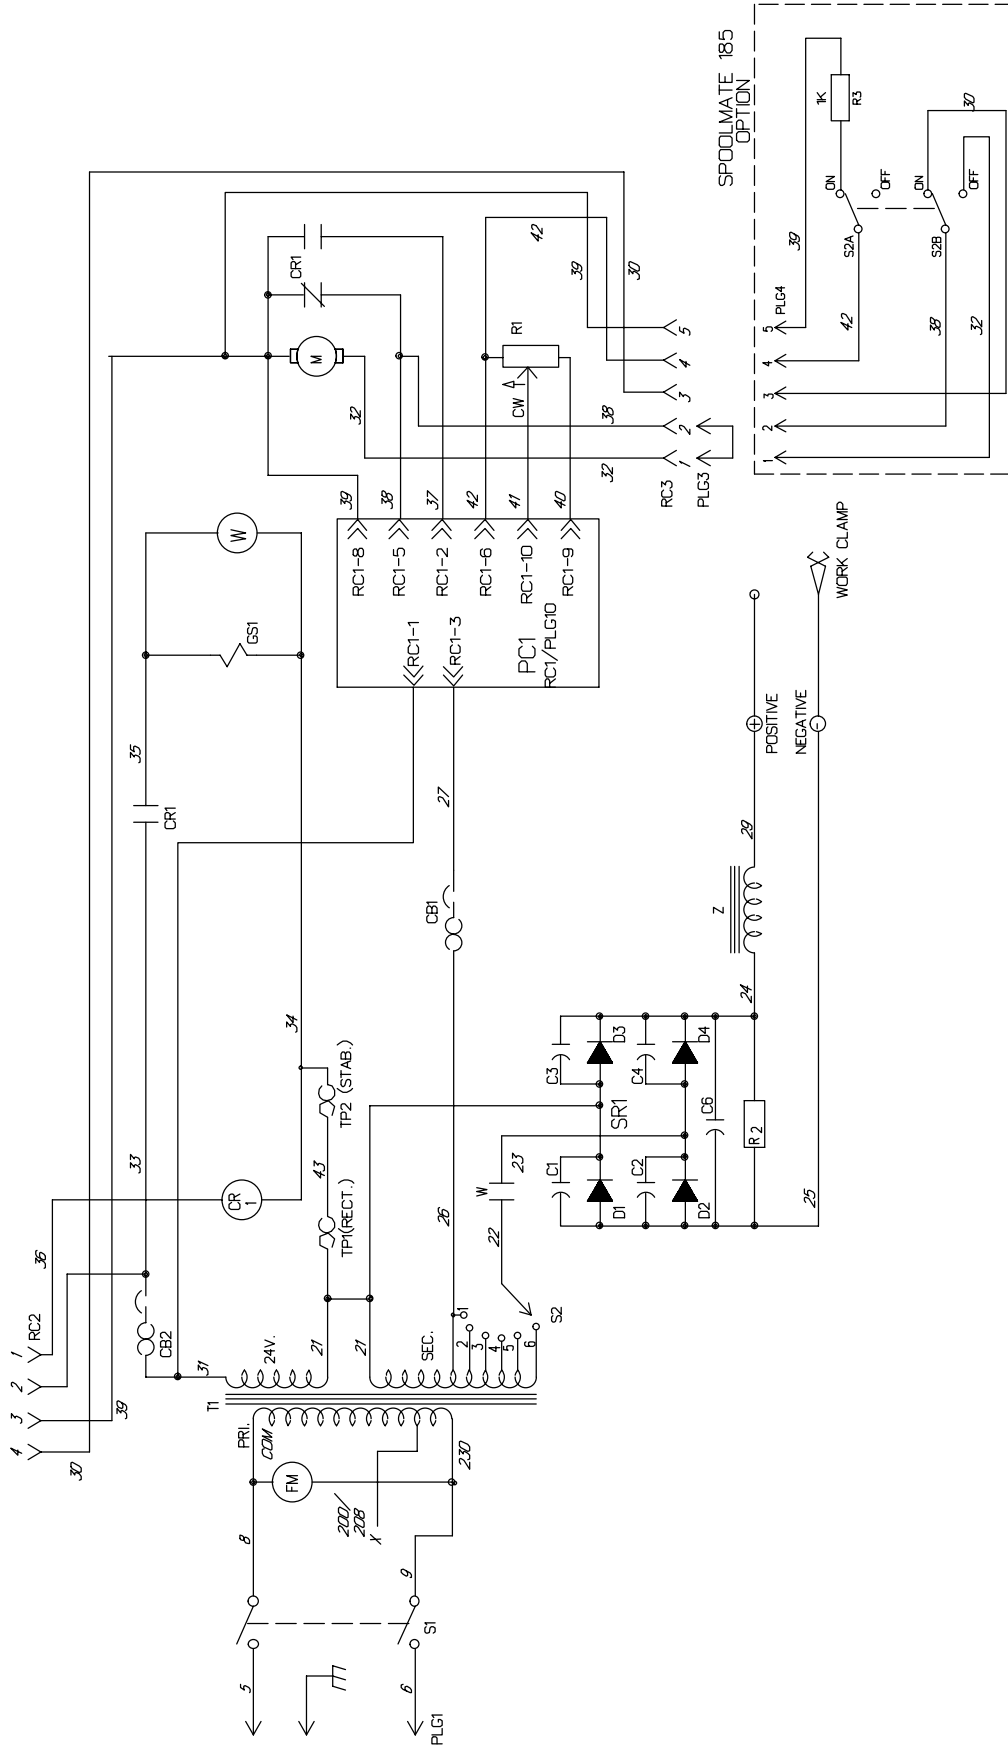 4
3
2
1
RC2
36
30
39
33
CB2
35
CR1
31
T1
24V.
PRI.
COM
CR
1
34
GS1
W
5
8
FM
21
43
TP1(RECT.)
TP2 (STAB.)
200/
208
X
21
SEC.
6
9
S1
PLG1
230
26
CB1
27
1
2
3
4
5
6
S2
22
W
23
RC1-1
RC1-3
PC1
RC1/PLG10
RC1-8
RC1-5
RC1-2
RC1-6
RC1-10
RC1-9
39
38
37
42
41
40
CR1
M
32
CW
R1
42
39
30
38
32
RC3
PLG3
1
2
3
4
5
C1
C3
D1
SR1
D3
C2
C4
D2
C6
D4
R2
24
Z
29
25
POSITIVE
+
NEGATIVE
-
WORK CLAMP
SPOOLMATE 185
OPTION
1
2
3
4
5
PLG4
39
42
38
32
30
1K
R3
S2A
ON
OFF
S2B
ON
OFF